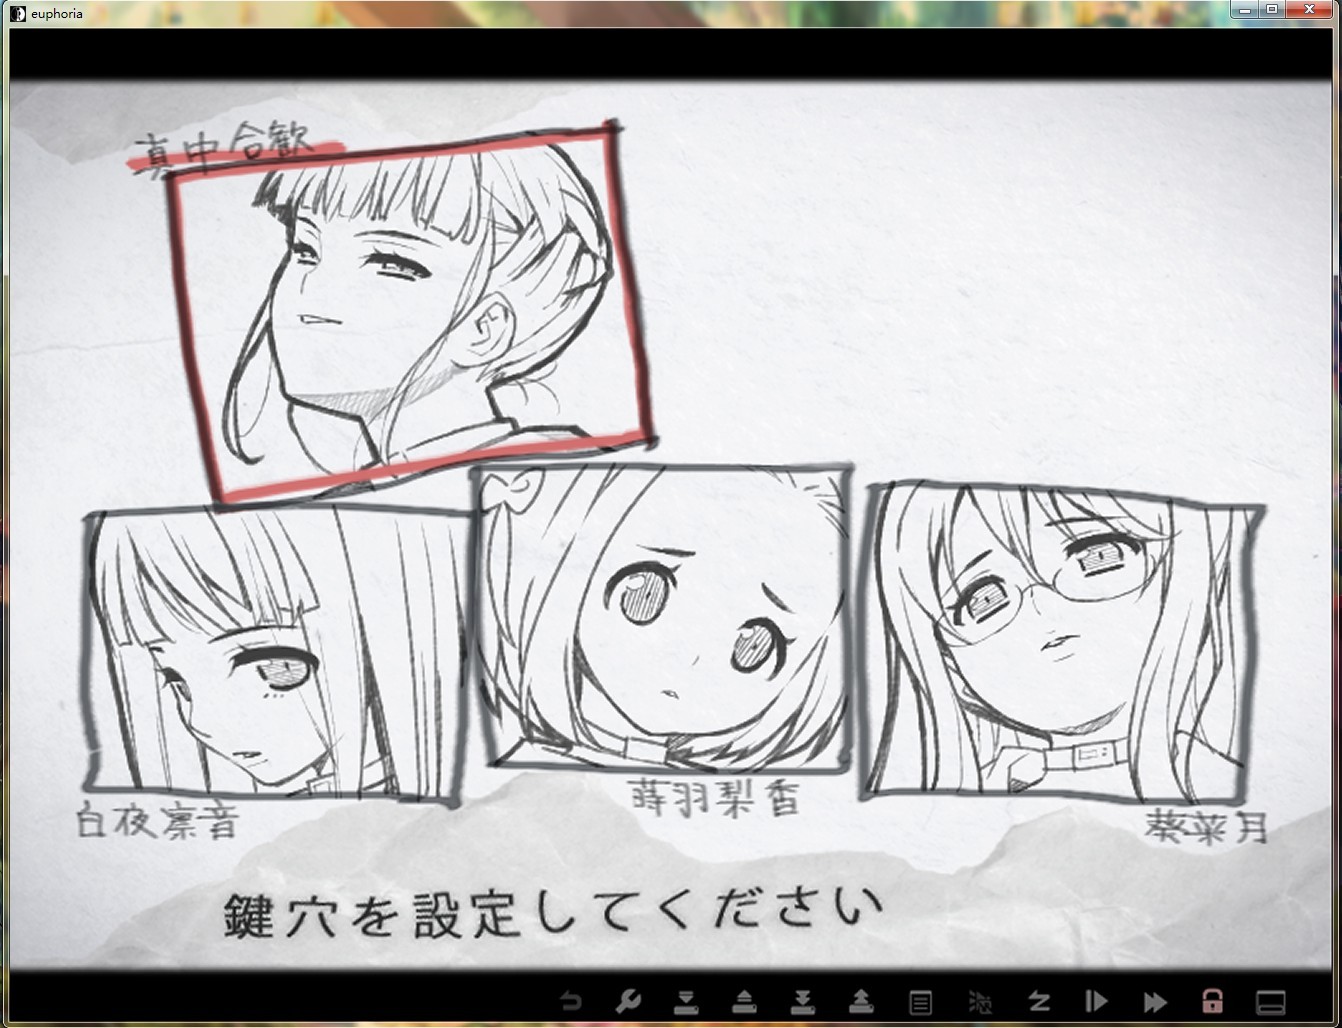 euphoria
真中合歓
白夜凛音
蒔羽梨香
葵菜月
鍵穴を設定してください